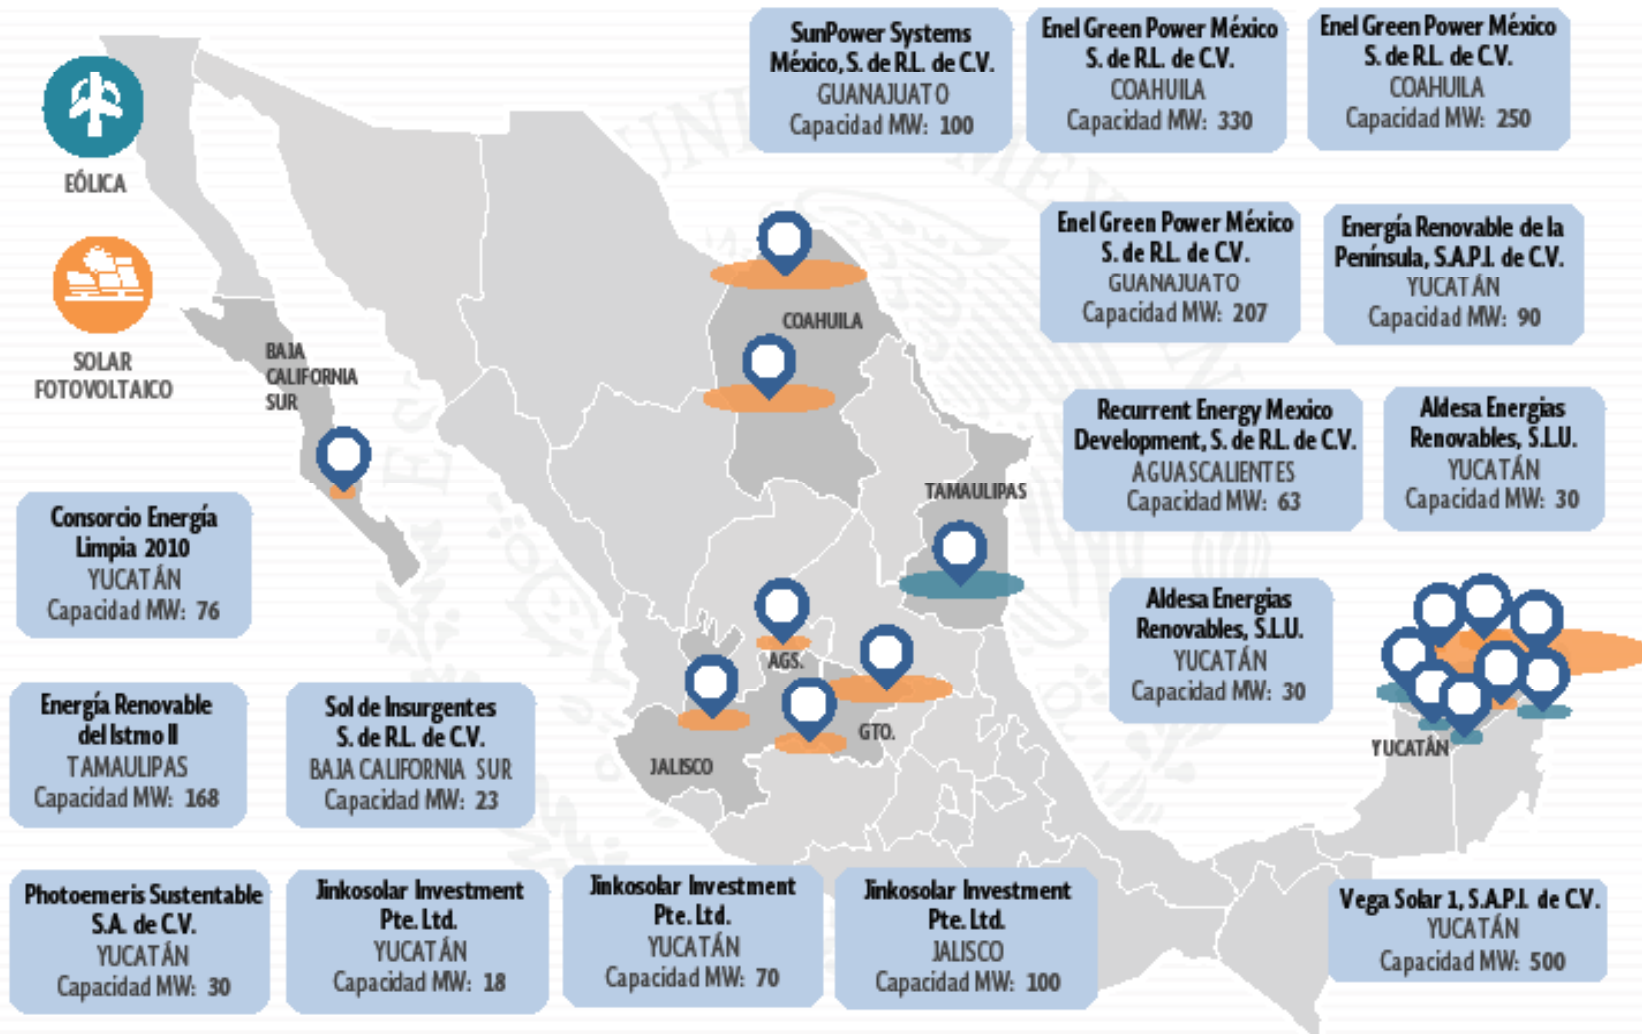 SunPower Systems
México, S. de R.L. de C.V.
GUANAJUATO
Capacidad MW: 100
Enel Green Power México
S. de R.L. de C.V.
COAHUILA
Capacidad MW: 330
Enel Green Power México
S. de R.L. de C.V.
COAHUILA
Capacidad MW: 250
EÓLICA
SOLAR
FOTOVOLTAICO
Enel Green Power México
S. de R.L. de C.V.
GUANAJUATO
Capacidad MW: 207
Energía Renovable de la
Península, S.A.P.I. de C.V.
YUCATÁN
Capacidad MW: 90
COAHUILA
BAJA
CALIFORNIA
SUR
Recurrent Energy Mexico
Development, S. de R.L. de C.V.
AGUASCALIENTES
Capacidad MW: 63
Aldesa Energias
Renovables, S.L.U.
YUCATÁN
Capacidad MW: 30
TAMAULIPAS
Consorcio Energía
Limpia 2010
YUCATÁN
Capacidad MW: 76
Aldesa Energias
Renovables, S.L.U.
YUCATÁN
Capacidad MW: 30
AGS.
GTO.
JALISCO
YUCATÁN
Energía Renovable
del Istmo II
TAMAULIPAS
Capacidad MW: 168
Sol de Insurgentes
S. de R.L. de C.V.
BAJA CALIFORNIA SUR
Capacidad MW: 23
Photoemeris Sustentable
S.A. de C.V.
YUCATÁN
Capacidad MW: 30
Jinkosolar Investment
Pte. Ltd.
YUCATÁN
Capacidad MW: 18
Jinkosolar Investment
Pte. Ltd.
YUCATÁN
Capacidad MW: 70
Jinkosolar Investment
Pte. Ltd.
JALISCO
Capacidad MW: 100
Vega Solar 1, S.A.P.I. de C.V.
YUCATÁN
Capacidad MW: 500